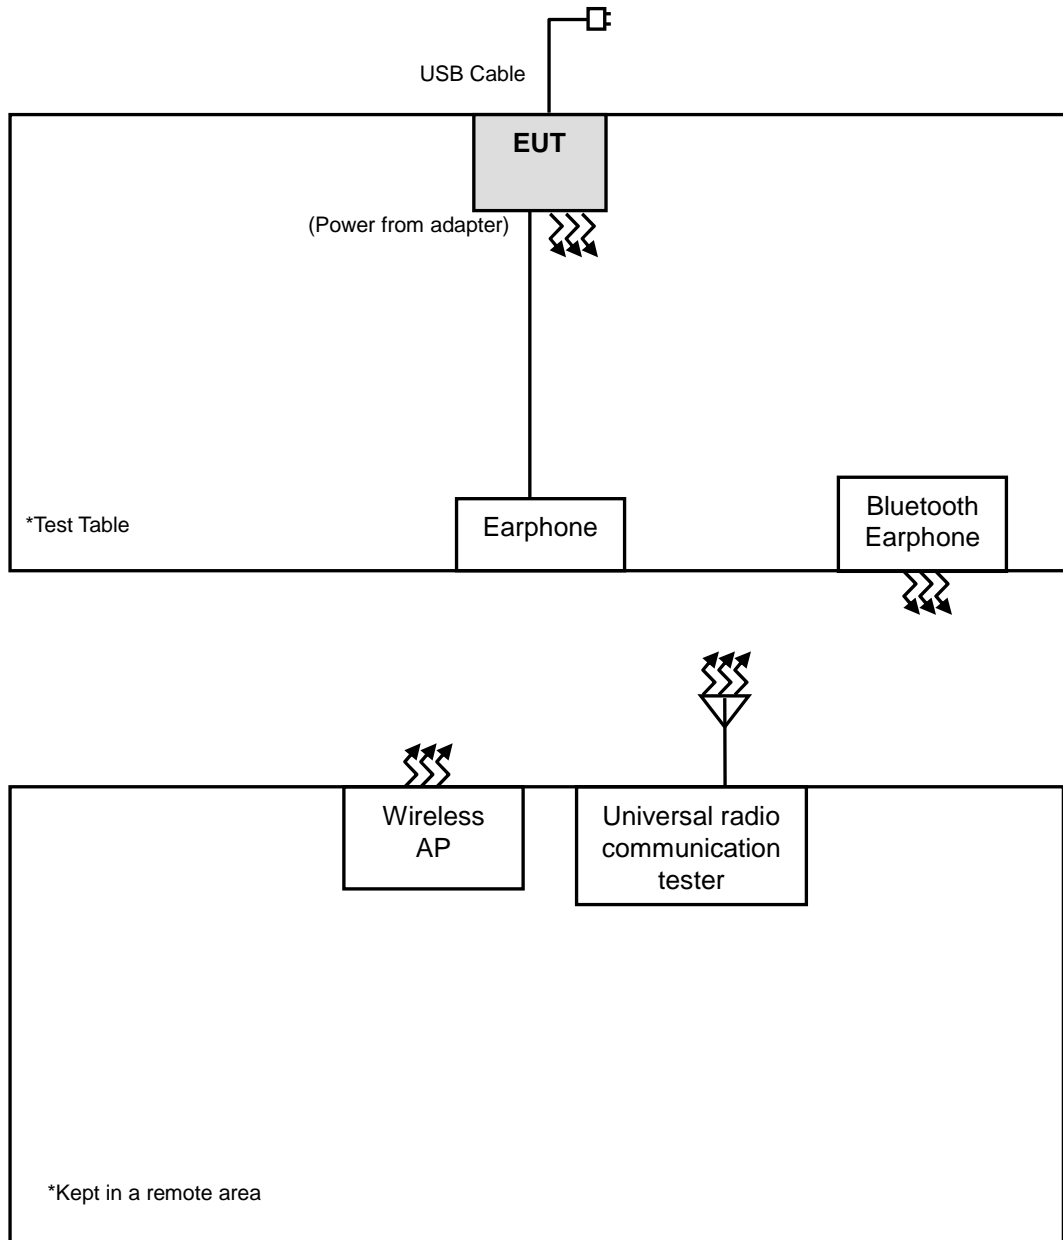 USB Cable
EUT
(Power from adapter)
*Test Table
Earphone
Bluetooth
Earphone
Wireless
AP
Universal radio
communication
tester
*Kept in a remote area